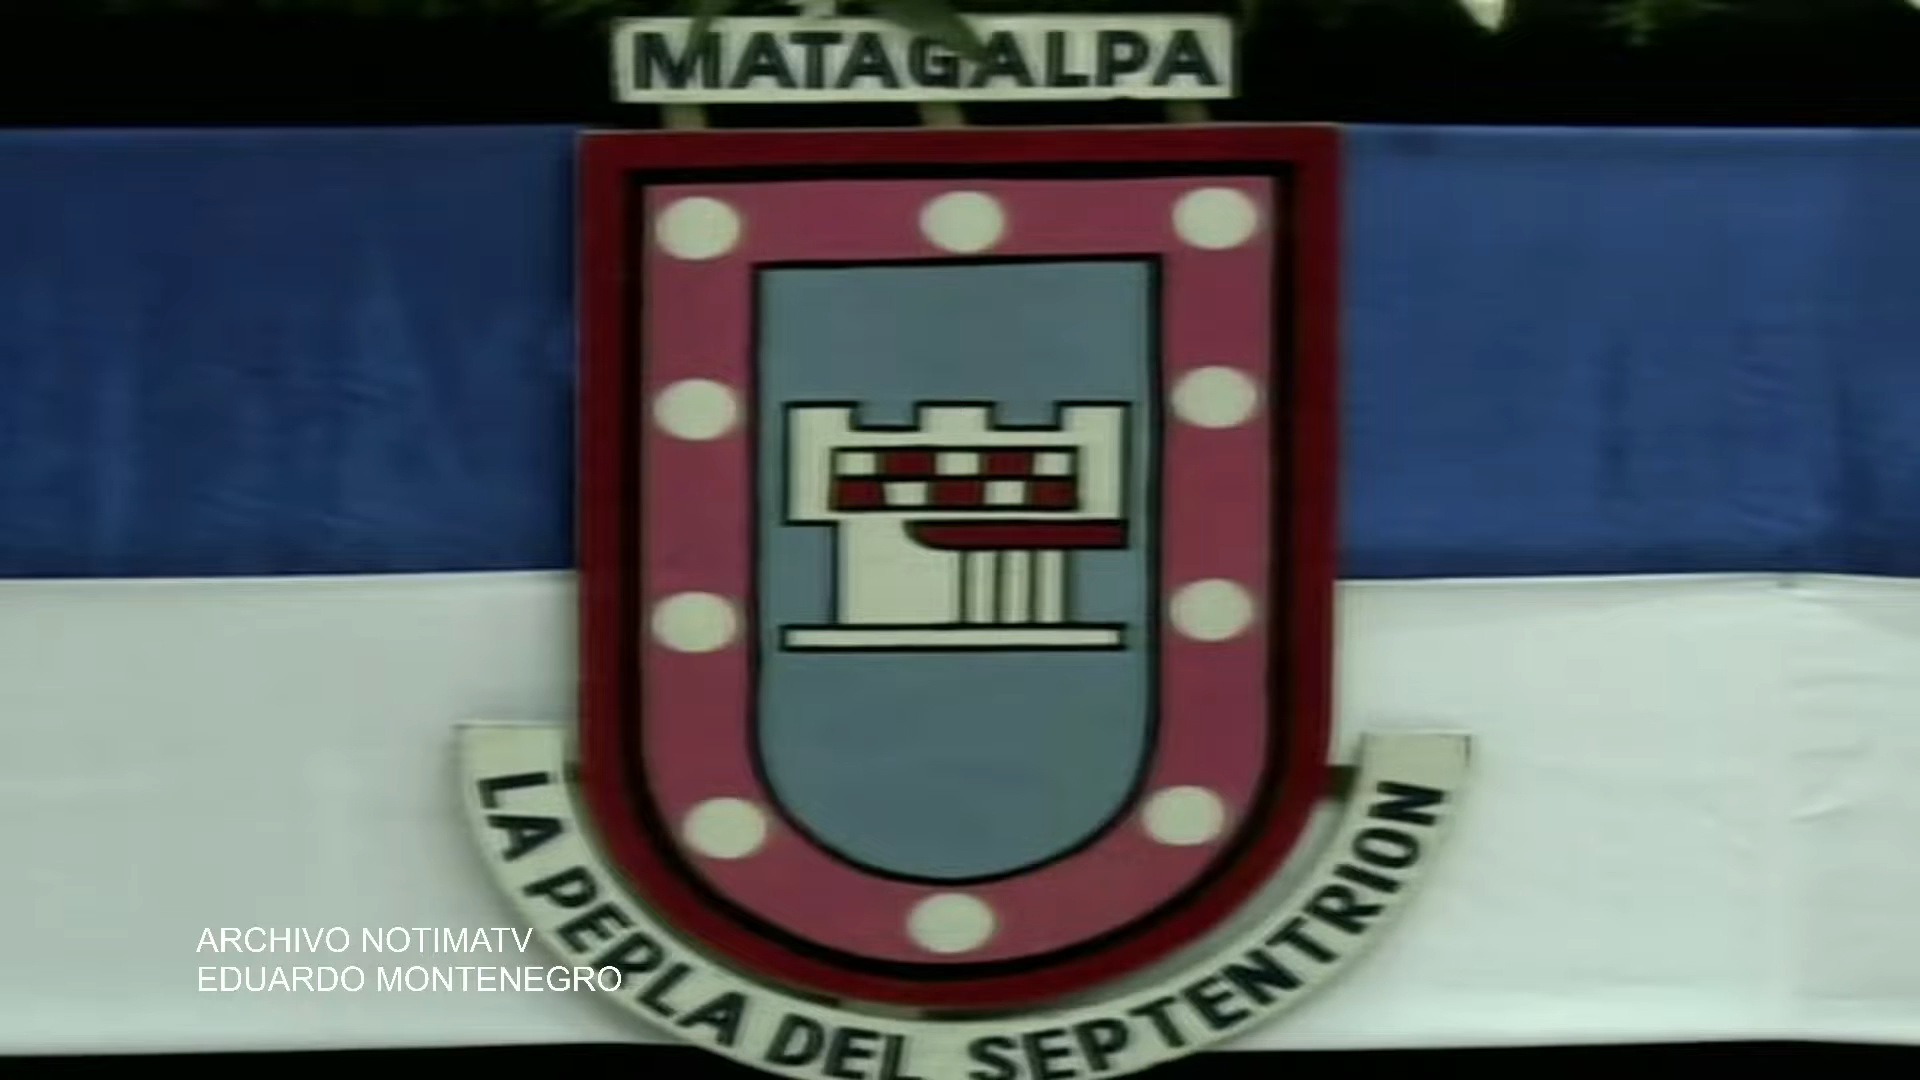 MATAGALPA
LA PERLA DEL SEPTENTRION
ARCHIVO NOTIMATV
EDUARDO MONTENEGRO